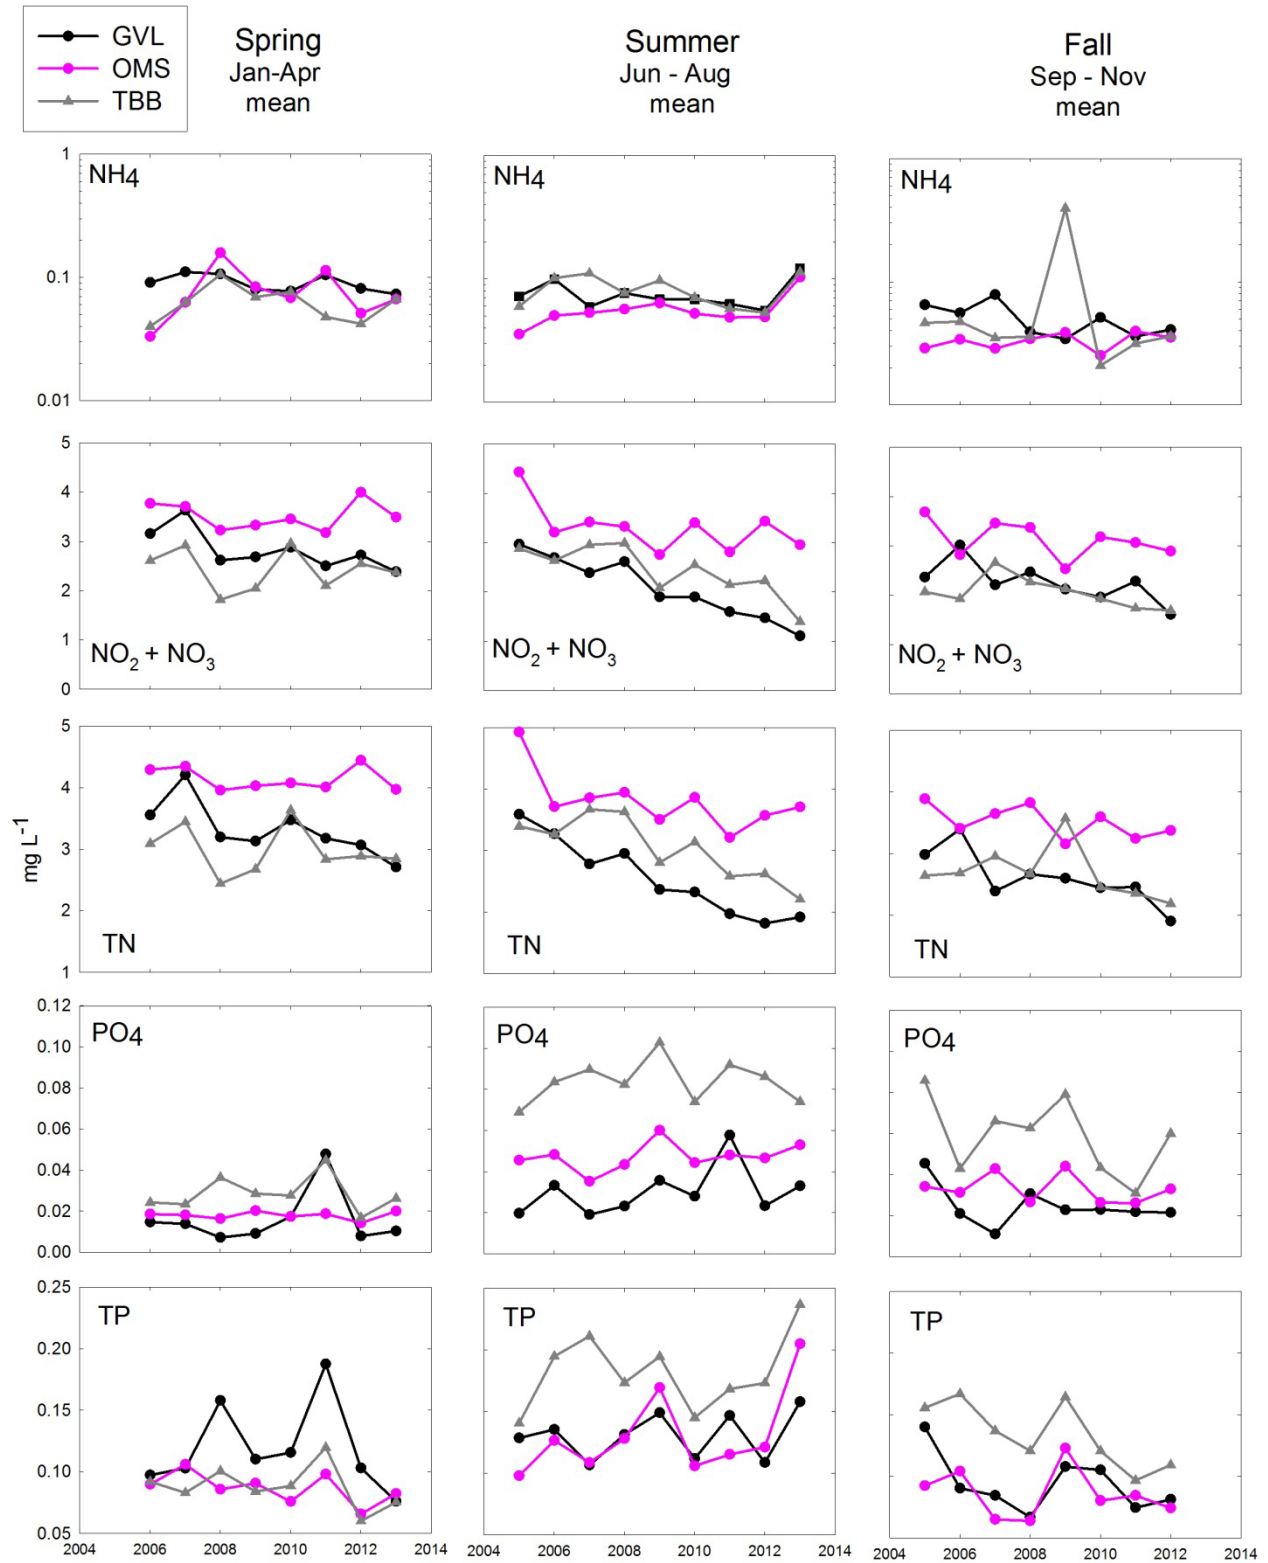 GVL
OMS
TBB
Spring
Jan-Apr
mean
Summer
Jun - Aug
mean
Fall
Sep - Nov
mean
NH4
1
0.1
0.01
NH4
NH4
5
4
3
2
1
0
NO2 + NO3
NO2 + NO3
NO2 + NO3
mg L-1
5
4
3
2
1
TN
TN
TN
0.12
0.10
0.08
0.06
0.04
0.02
0.00
PO4
PO4
PO4
0.25
0.20
0.15
0.10
0.05
TP
TP
TP
2004 2006 2008 2010 2012 2014
2004 2006 2008 2010 2012 2014
2004 2006 2008 2010 2012 2014